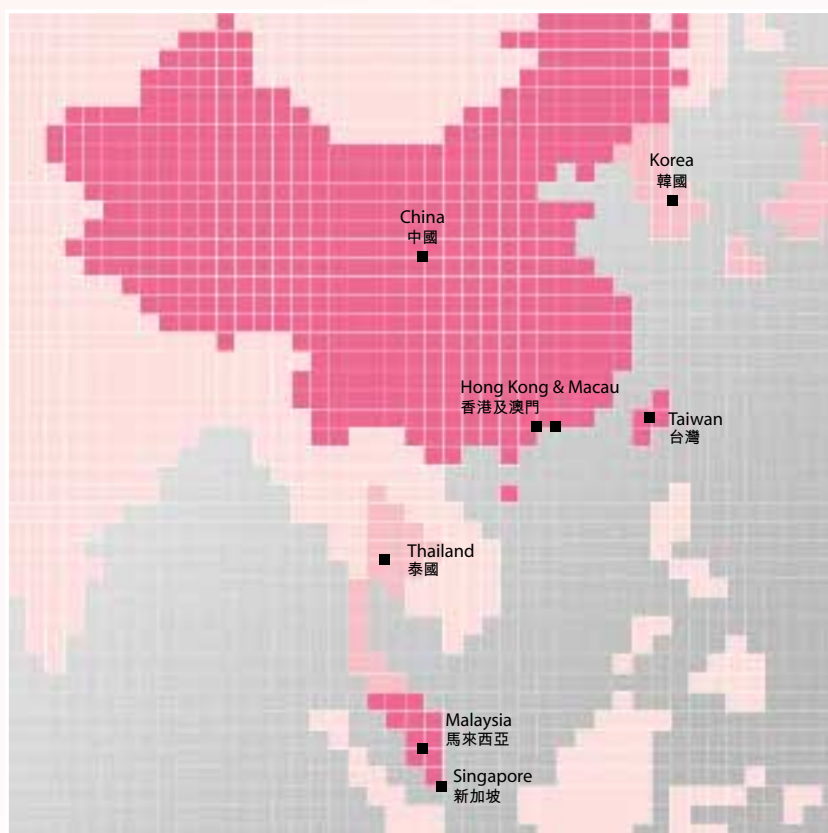 Korea
韓國
China
中國
Hong Kong & Macau
香港及澳門
Taiwan
台灣
Thailand
泰國
Malaysia
馬來西亞
Singapore
新加坡